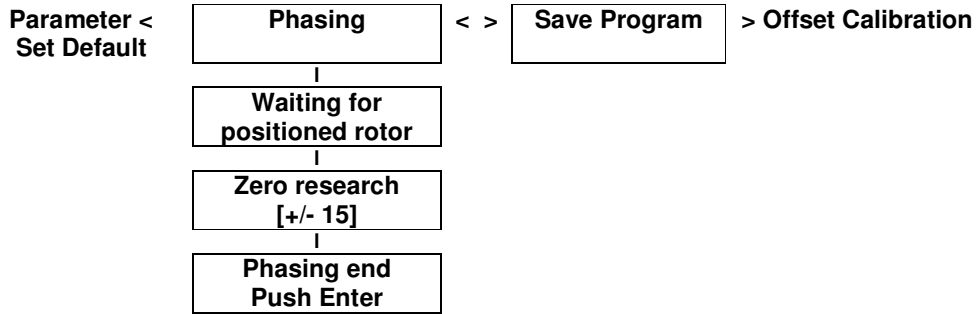 Parameter < Phasing < > Save Program > Offset Calibration
Set Default
Waiting for
positioned rotor
Zero research
[+/- 15]
Phasing end
Push Enter